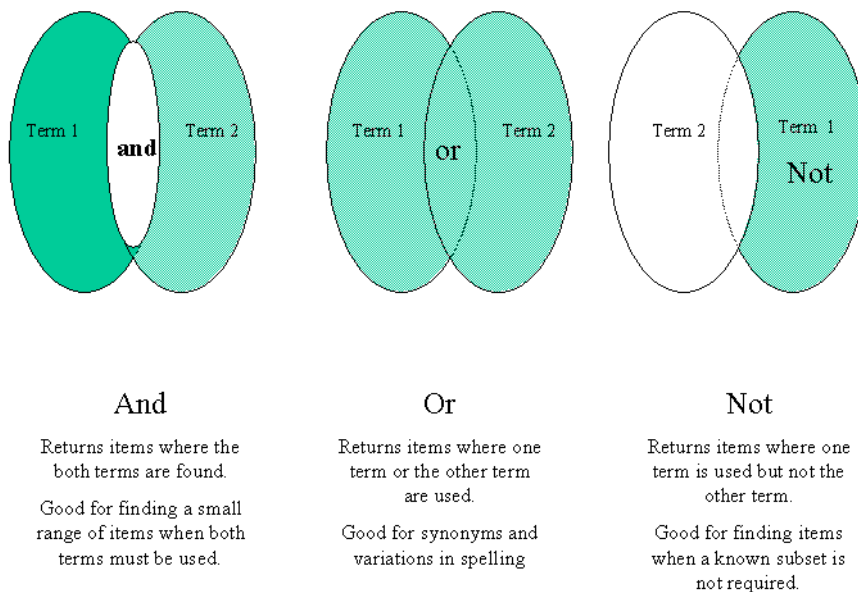 Term 1
and
Term 2
Term 1
or
Term 2
Term 2
Term 1
Not
And
Returns items where the
both terms are found.
Good for finding a small
range of items when both
terms must be used.
Or
Returns items where one
term or the other term
are used.
Good for synonyms and
variations in spelling
Not
Returns items where one
term is used but not the
other term.
Good for finding items
when a known subset is
not required.